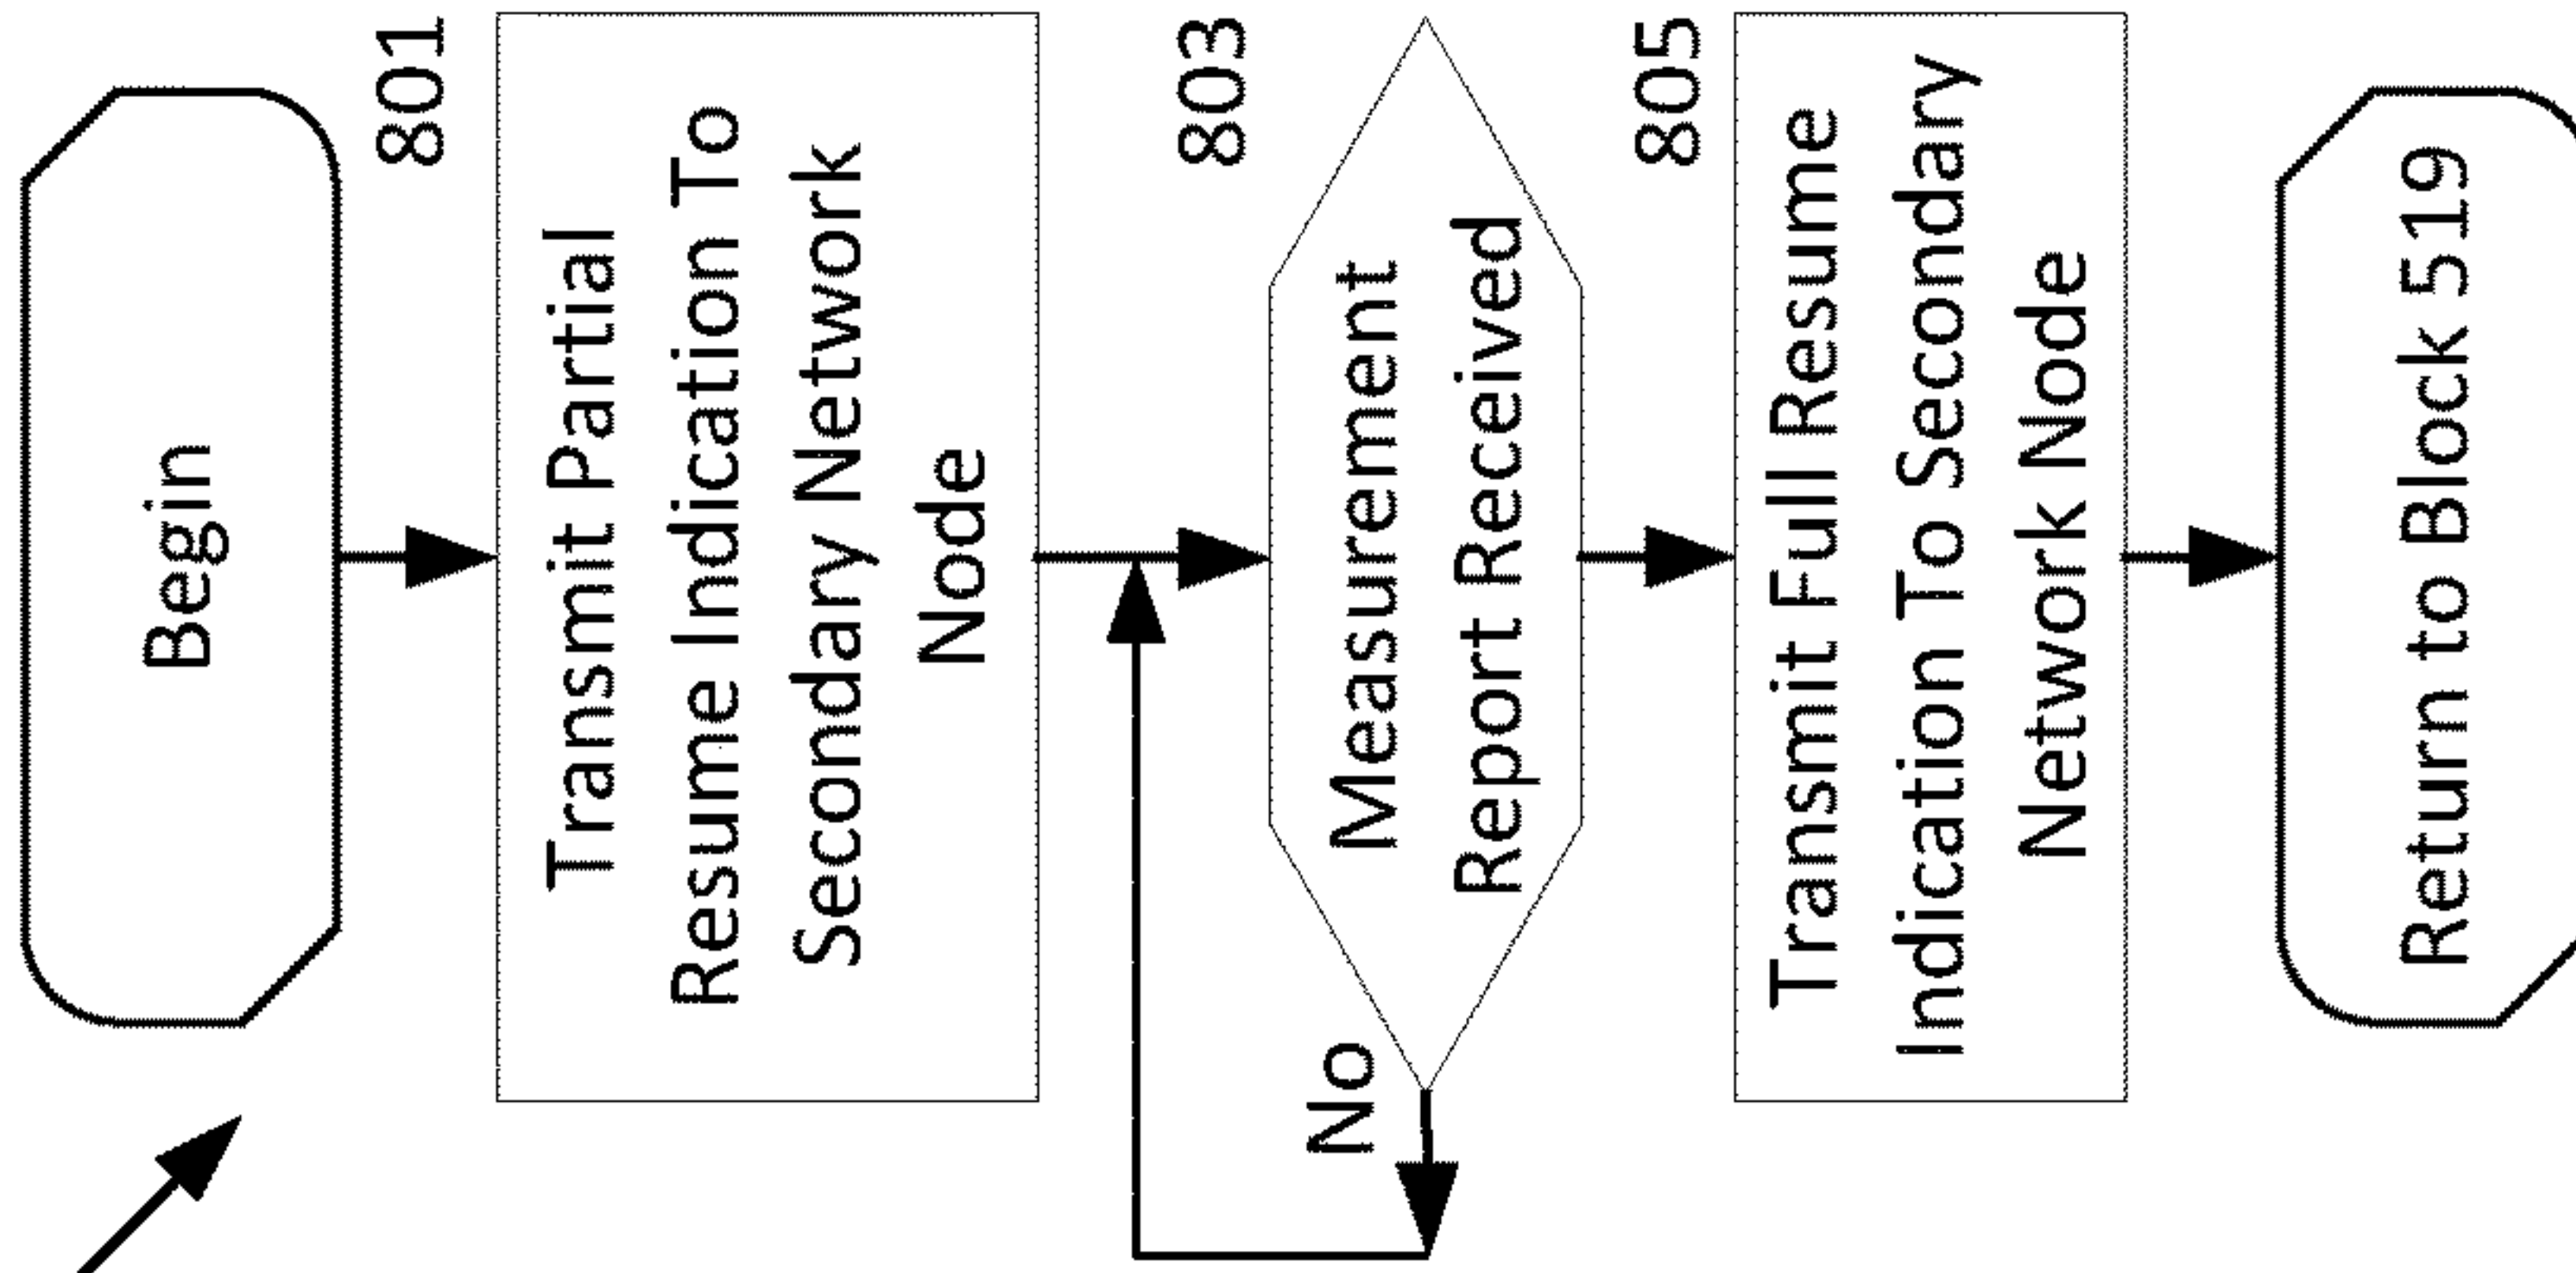 Begin
801
Transmit Partial
Resume Indication To
Secondary Network
Node
803
Measurement
Report Received
No
805
Transmit Full Resume
Indication To Secondary
Network Node
Return to Block 519